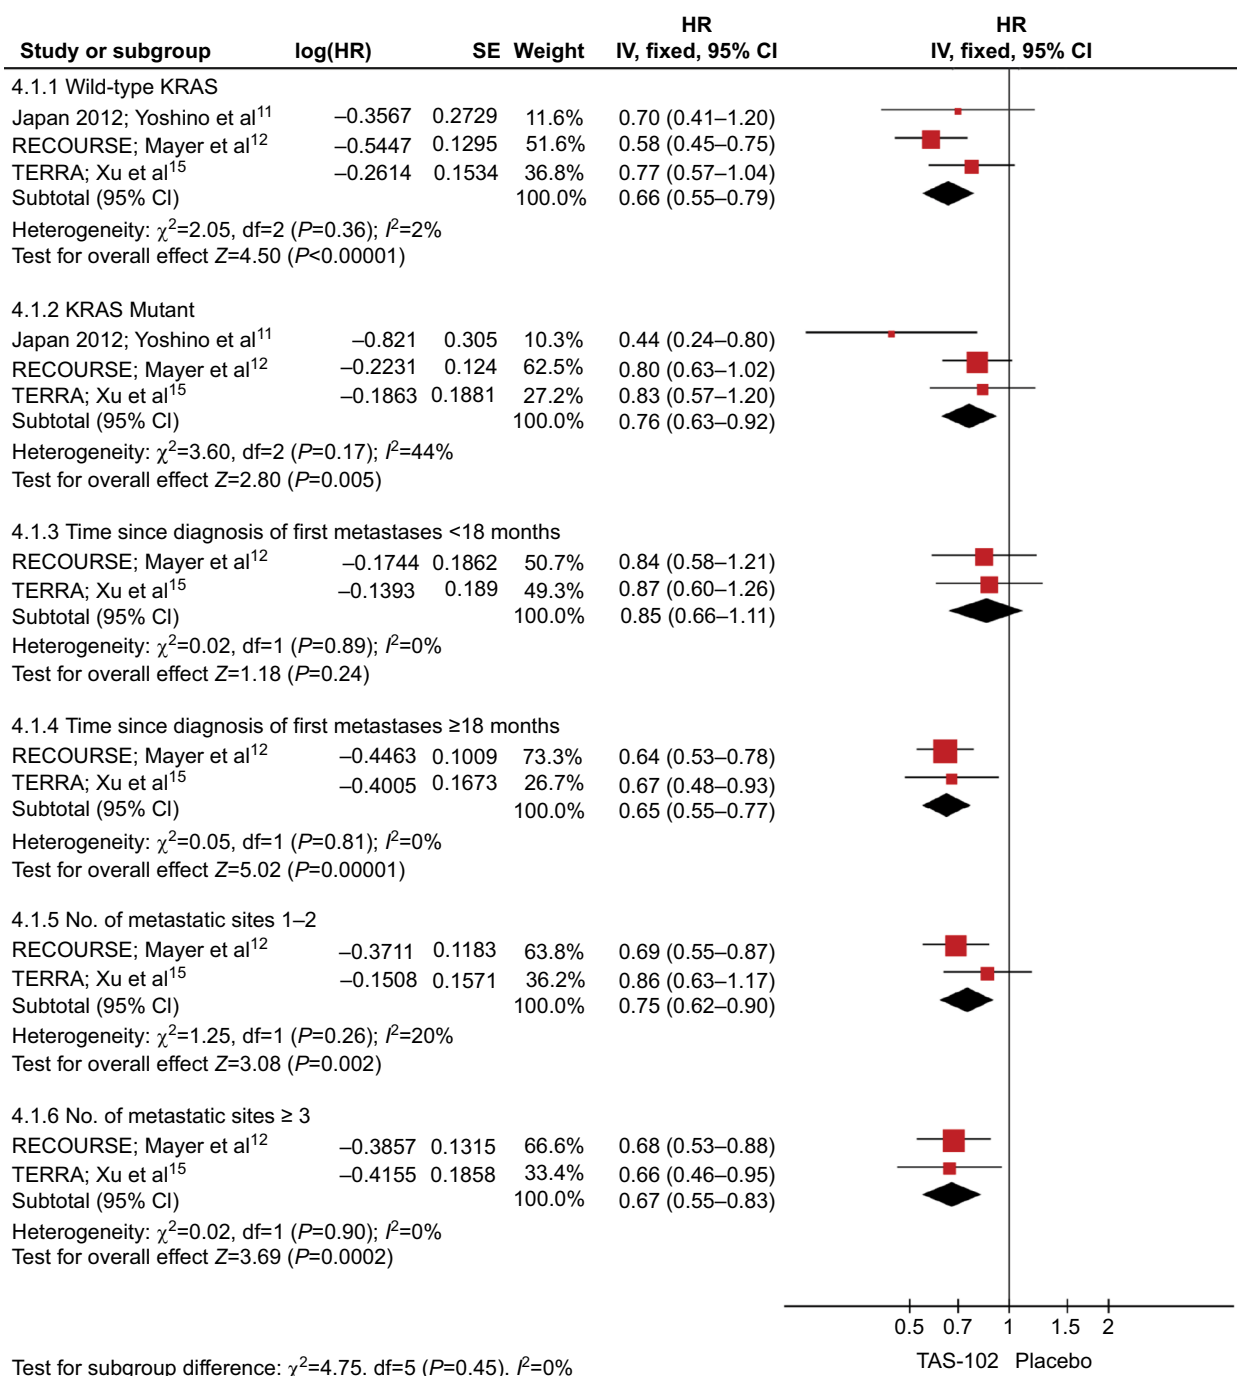 HR HR
Study or subgroup log(HR) SE Weight IV, fixed, 95% CI IV, fixed, 95% CI
4.1.1 Wild-type KRAS
Japan 2012; Yoshino et al11 –0.3567 0.2729 11.6% 0.70 (0.41–1.20)
RECOURSE; Mayer et al12 –0.5447 0.1295 51.6% 0.58 (0.45–0.75)
TERRA; Xu et al15 –0.2614 0.1534 36.8% 0.77 (0.57–1.04)
Subtotal (95% CI) 100.0% 0.66 (0.55–0.79)
Heterogeneity: χ2=2.05, df=2 (P=0.36); I2=2%
Test for overall effect Z=4.50 (P<0.00001)
4.1.2 KRAS Mutant
Japan 2012; Yoshino et al11 –0.821 0.305 10.3% 0.44 (0.24–0.80)
RECOURSE; Mayer et al12 –0.2231 0.124 62.5% 0.80 (0.63–1.02)
TERRA; Xu et al15 –0.1863 0.1881 27.2% 0.83 (0.57–1.20)
Subtotal (95% CI) 100.0% 0.76 (0.63–0.92)
Heterogeneity: χ2=3.60, df=2 (P=0.17); I2=44%
Test for overall effect Z=2.80 (P=0.005)
4.1.3 Time since diagnosis of first metastases <18 months
RECOURSE; Mayer et al12 –0.1744 0.1862 50.7% 0.84 (0.58–1.21)
TERRA; Xu et al15 –0.1393 0.189 49.3% 0.87 (0.60–1.26)
Subtotal (95% CI) 100.0% 0.85 (0.66–1.11)
Heterogeneity: χ2=0.02, df=1 (P=0.89); I2=0%
Test for overall effect Z=1.18 (P=0.24)
4.1.4 Time since diagnosis of first metastases ≥18 months
RECOURSE; Mayer et al12 –0.4463 0.1009 73.3% 0.64 (0.53–0.78)
TERRA; Xu et al15 –0.4005 0.1673 26.7% 0.67 (0.48–0.93)
Subtotal (95% CI) 100.0% 0.65 (0.55–0.77)
Heterogeneity: χ2=0.05, df=1 (P=0.81); I2=0%
Test for overall effect Z=5.02 (P=0.00001)
4.1.5 No. of metastatic sites 1–2
RECOURSE; Mayer et al12 –0.3711 0.1183 63.8% 0.69 (0.55–0.87)
TERRA; Xu et al15 –0.1508 0.1571 36.2% 0.86 (0.63–1.17)
Subtotal (95% CI) 100.0% 0.75 (0.62–0.90)
Heterogeneity: χ2=1.25, df=1 (P=0.26); I2=20%
Test for overall effect Z=3.08 (P=0.002)
4.1.6 No. of metastatic sites ≥ 3
RECOURSE; Mayer et al12 –0.3857 0.1315 66.6% 0.68 (0.53–0.88)
TERRA; Xu et al15 –0.4155 0.1858 33.4% 0.66 (0.46–0.95)
Subtotal (95% CI) 100.0% 0.67 (0.55–0.83)
Heterogeneity: χ2=0.02, df=1 (P=0.90); I2=0%
Test for overall effect Z=3.69 (P=0.0002)
0.5 0.7 1 1.5 2
TAS-102 Placebo
Test for subgroup difference: χ2=4.75, df=5 (P=0.45), I2=0%